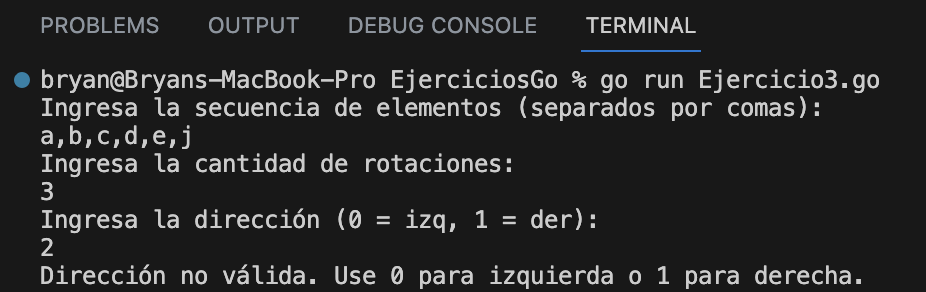 PROBLEMS OUTPUT DEBUG CONSOLE TERMINAL
bryan@Bryans-MacBook-Pro EjerciciosGo % go run Ejercicio3.go
Ingresa la secuencia de elementos (separados por comas):
a,b,c,d,e,j
Ingresa la cantidad de rotaciones:
3
Ingresa la dirección (0 = izq, 1 = der):
2
Dirección no válida. Use 0 para izquierda o 1 para derecha.